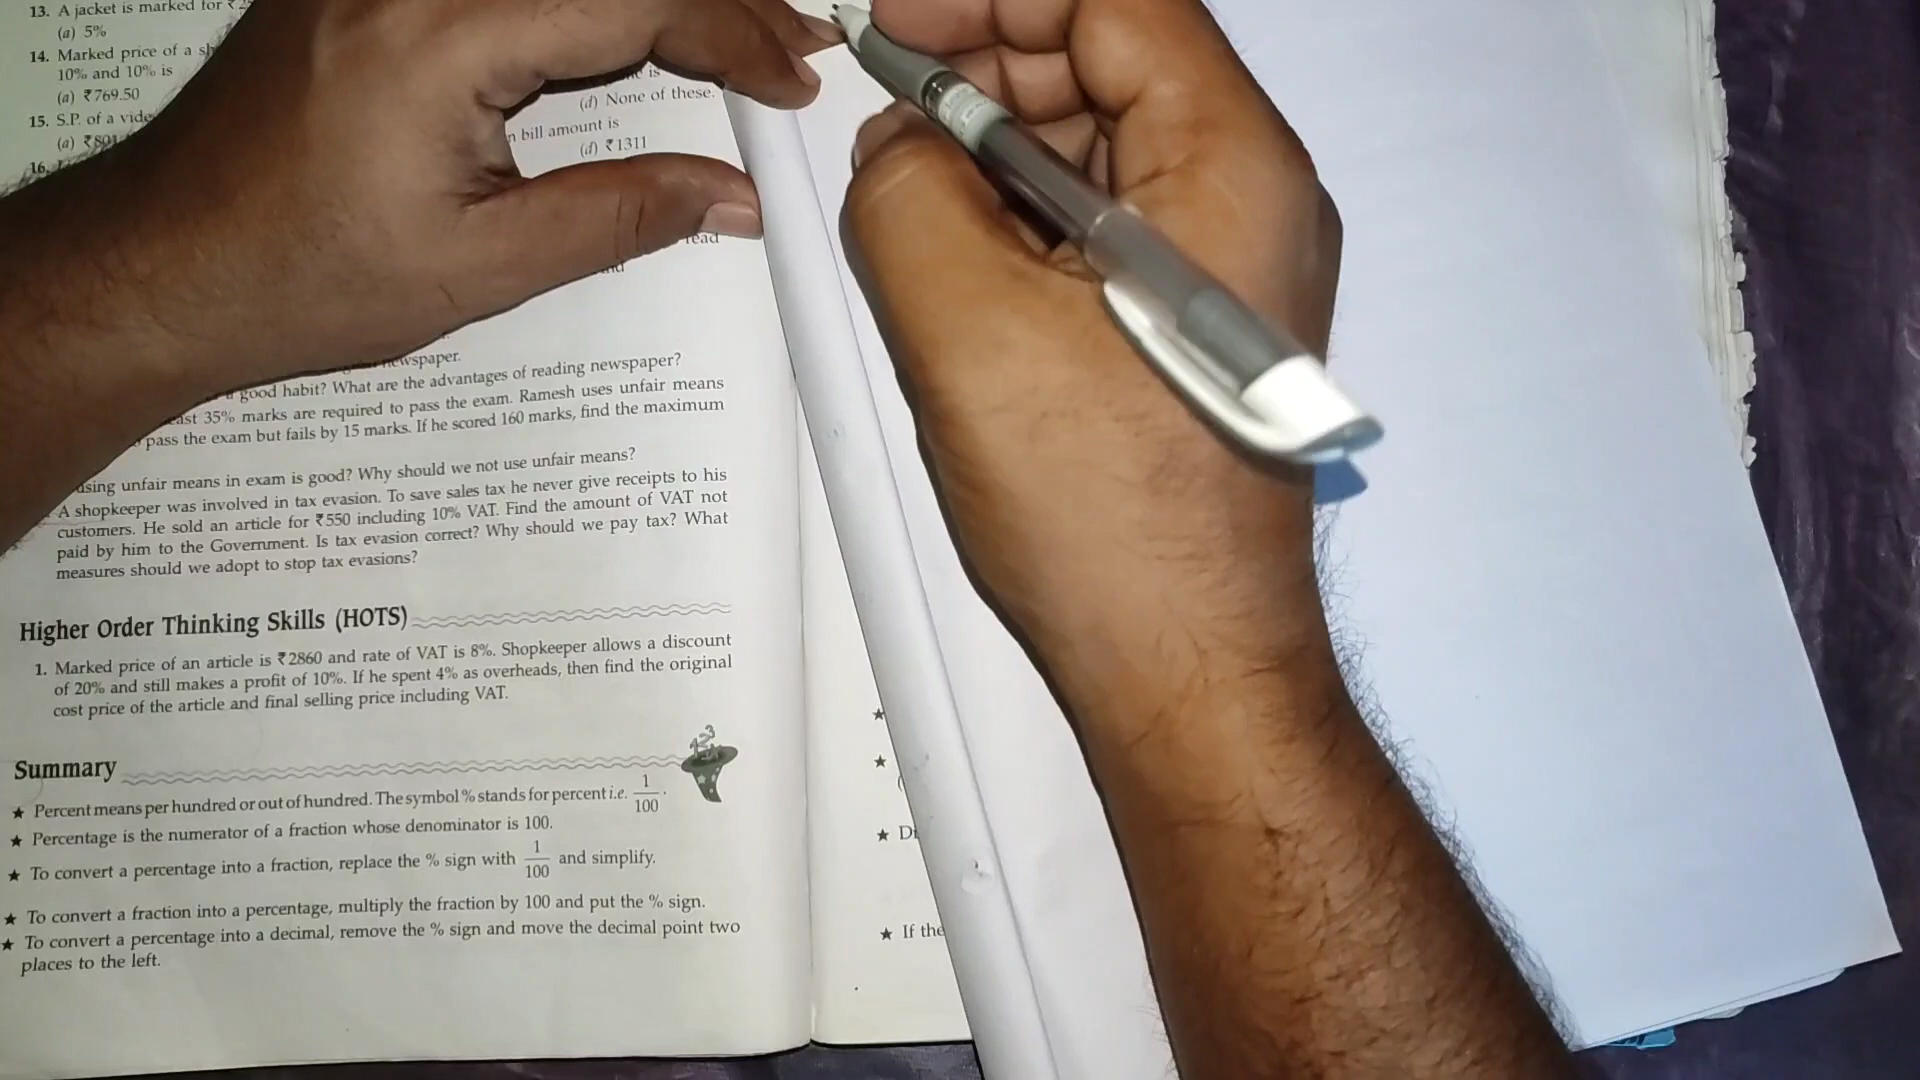 13. A jacket is marked for ₹
(a) 5%
14. Marked price of a
10% and 10% is
is
(a) ₹769.50
(d) None of these.
15. S.P. of a
bill amount is
(a)
(d) ₹1311
16.
read
newspaper.
good habit? What are the advantages of reading newspaper?
35% marks are required to pass the exam. Ramesh uses unfair means
pass the exam but fails by 15 marks. If he scored 160 marks, find the maximum
using unfair means in exam is good? Why should we not use unfair means?
A shopkeeper was involved in tax evasion. To save sales tax he never give receipts to his
customers. He sold an article for ₹550 including 10% VAT. Find the amount of VAT not
paid by him to the Government. Is tax evasion correct? Why should we pay tax? What
measures should we adopt to stop tax evasions?
Higher Order Thinking Skills (HOTS)
1. Marked price of an article is ₹2860 and rate of VAT is 8%. Shopkeeper allows a discount
of 20% and still makes a profit of 10%. If he spent 4% as overheads, then find the original
cost price of the article and final selling price including VAT.
Summary
★ Percent means per hundred or out of hundred. The symbol % stands for percent i.e. 1/100.
★ Percentage is the numerator of a fraction whose denominator is 100.
★ To convert a percentage into a fraction, replace the % sign with 1/100 and simplify.
★ To convert a fraction into a percentage, multiply the fraction by 100 and put the % sign.
★ To convert a percentage into a decimal, remove the % sign and move the decimal point two
places to the left.
★
★
★
★ If the